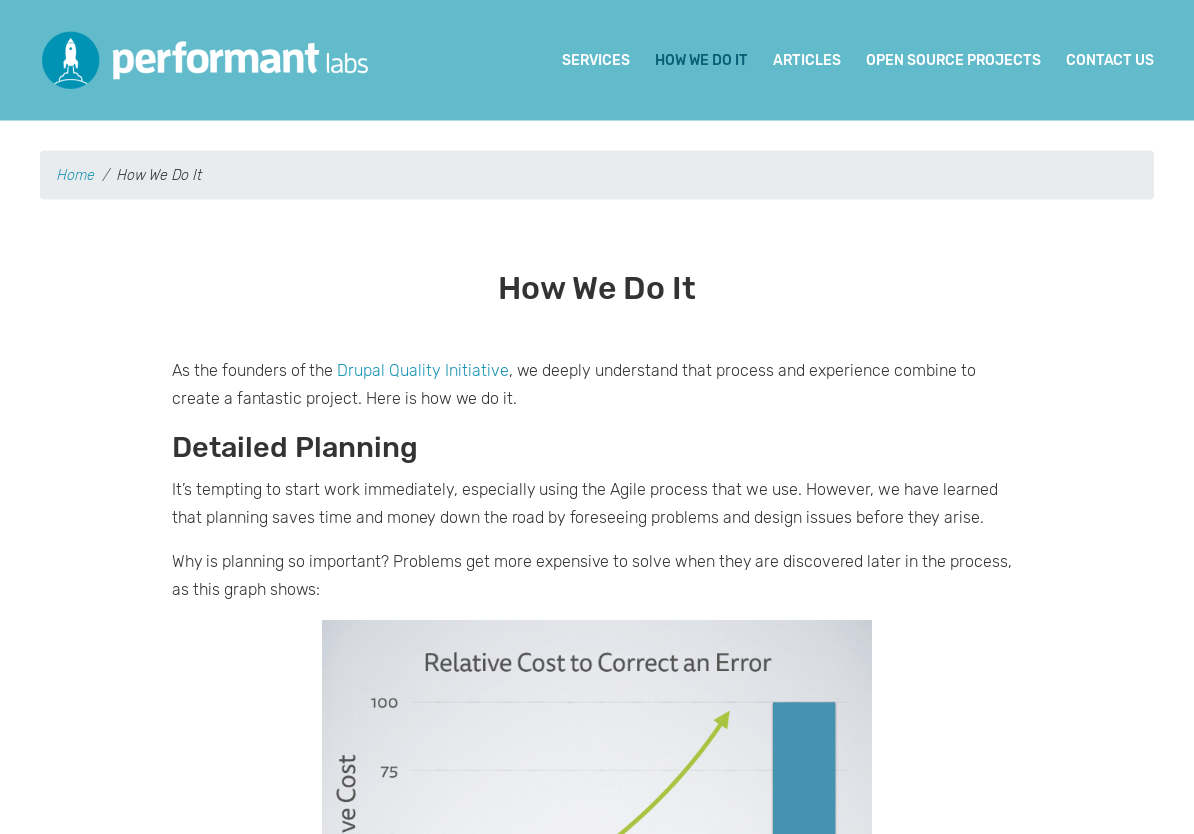 performant labs
SERVICES
HOW WE DO IT
ARTICLES
OPEN SOURCE PROJECTS
CONTACT US
Home / How We Do It
How We Do It
As the founders of the Drupal Quality Initiative, we deeply understand that process and experience combine to
create a fantastic project. Here is how we do it.
Detailed Planning
It’s tempting to start work immediately, especially using the Agile process that we use. However, we have learned
that planning saves time and money down the road by foreseeing problems and design issues before they arise.
Why is planning so important? Problems get more expensive to solve when they are discovered later in the process,
as this graph shows:
Relative Cost to Correct an Error
100
75
Cost